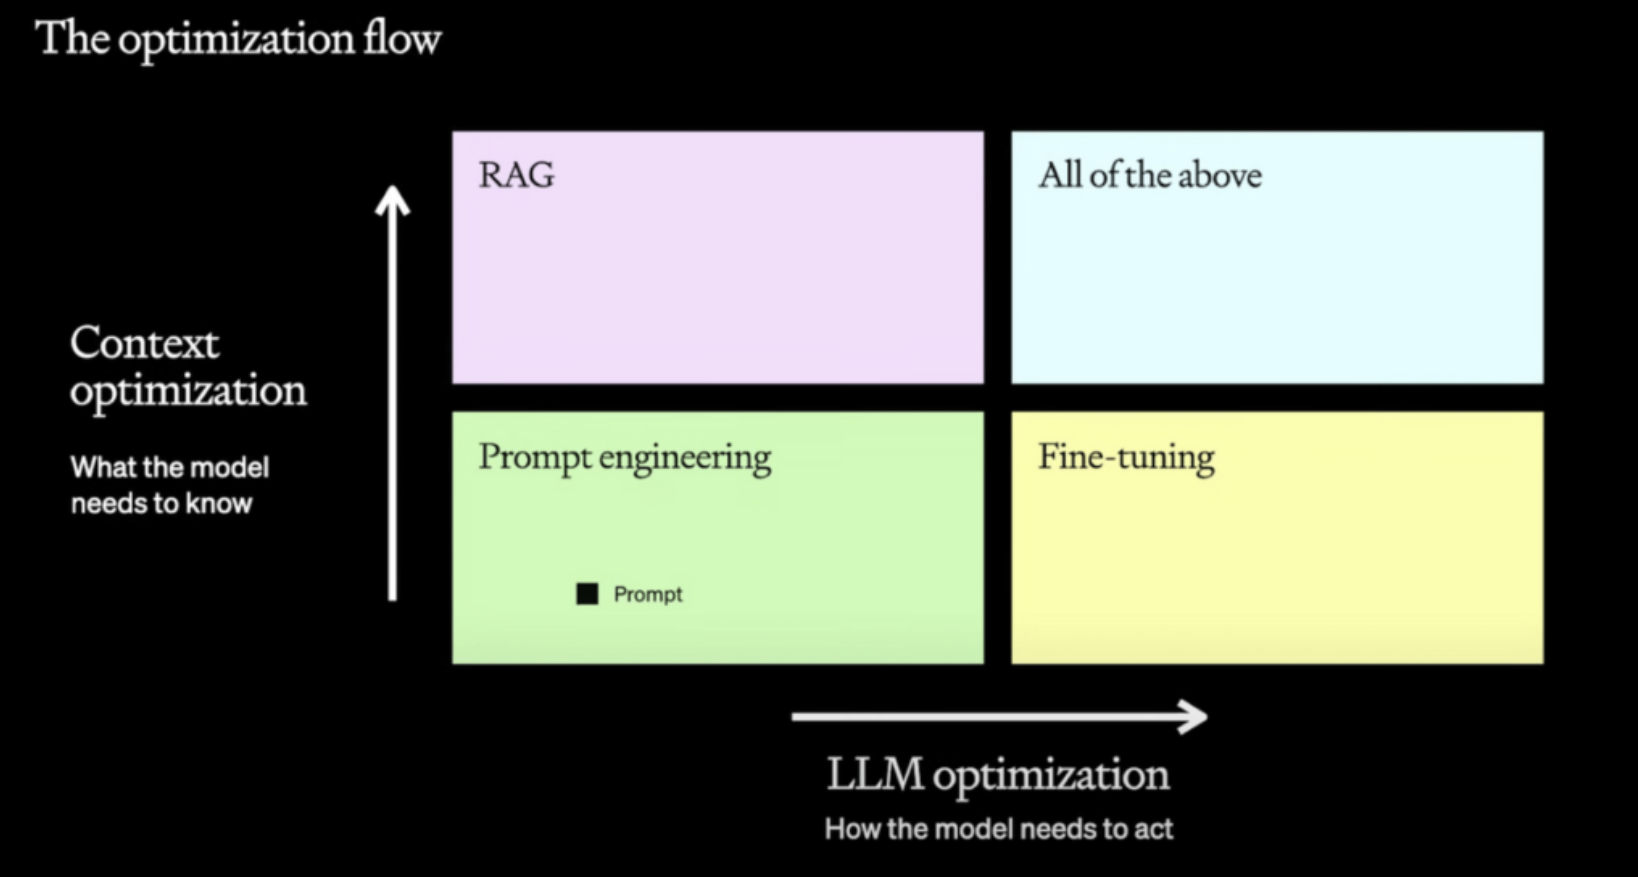 The optimization flow
RAG
All of the above
Context
optimization
What the model
needs to know
Prompt engineering
Fine-tuning
Prompt
LLM optimization
How the model needs to act